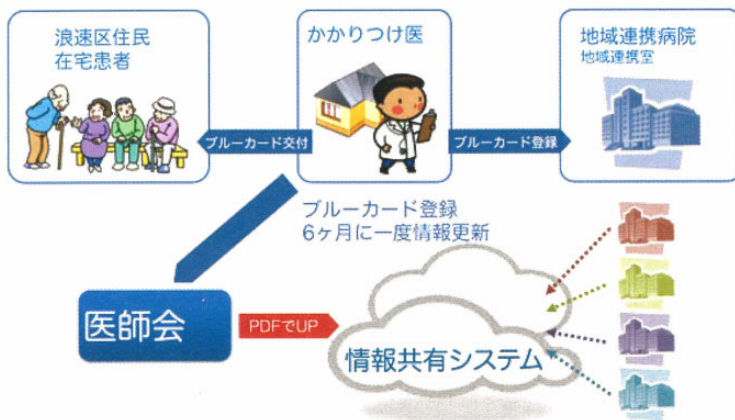 浪速区住民
在宅患者
かかりつけ医
地域連携病院
地域連携室
ブルーカード交付
ブルーカード登録
ブルーカード登録
6ヶ月に一度情報更新
医師会
PDFでUP
情報共有システム